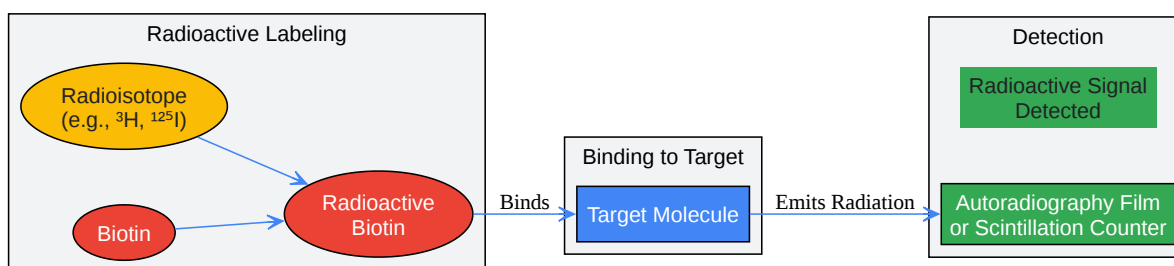 Radioactive Labeling
Radioisotope
(e.g., ³H, ¹²⁵I)
Biotin
Radioactive
Biotin
Binds
Binding to Target
Target Molecule
Emits Radiation
Detection
Radioactive Signal
Detected
Autoradiography Film
or Scintillation Counter